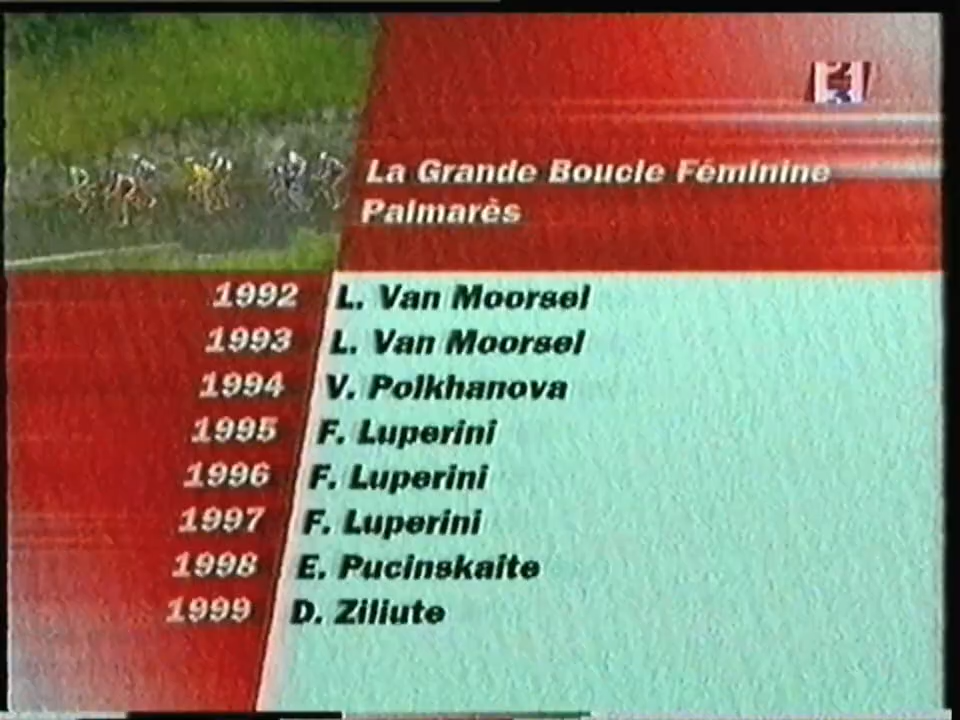 La Grande Boucle Féminine
Palmarès
1992 L. Van Moorsel
1993 L. Van Moorsel
1994 V. Polkhanova
1995 F. Luperini
1996 F. Luperini
1997 F. Luperini
1998 E. Pucinskaite
1999 D. Ziliute